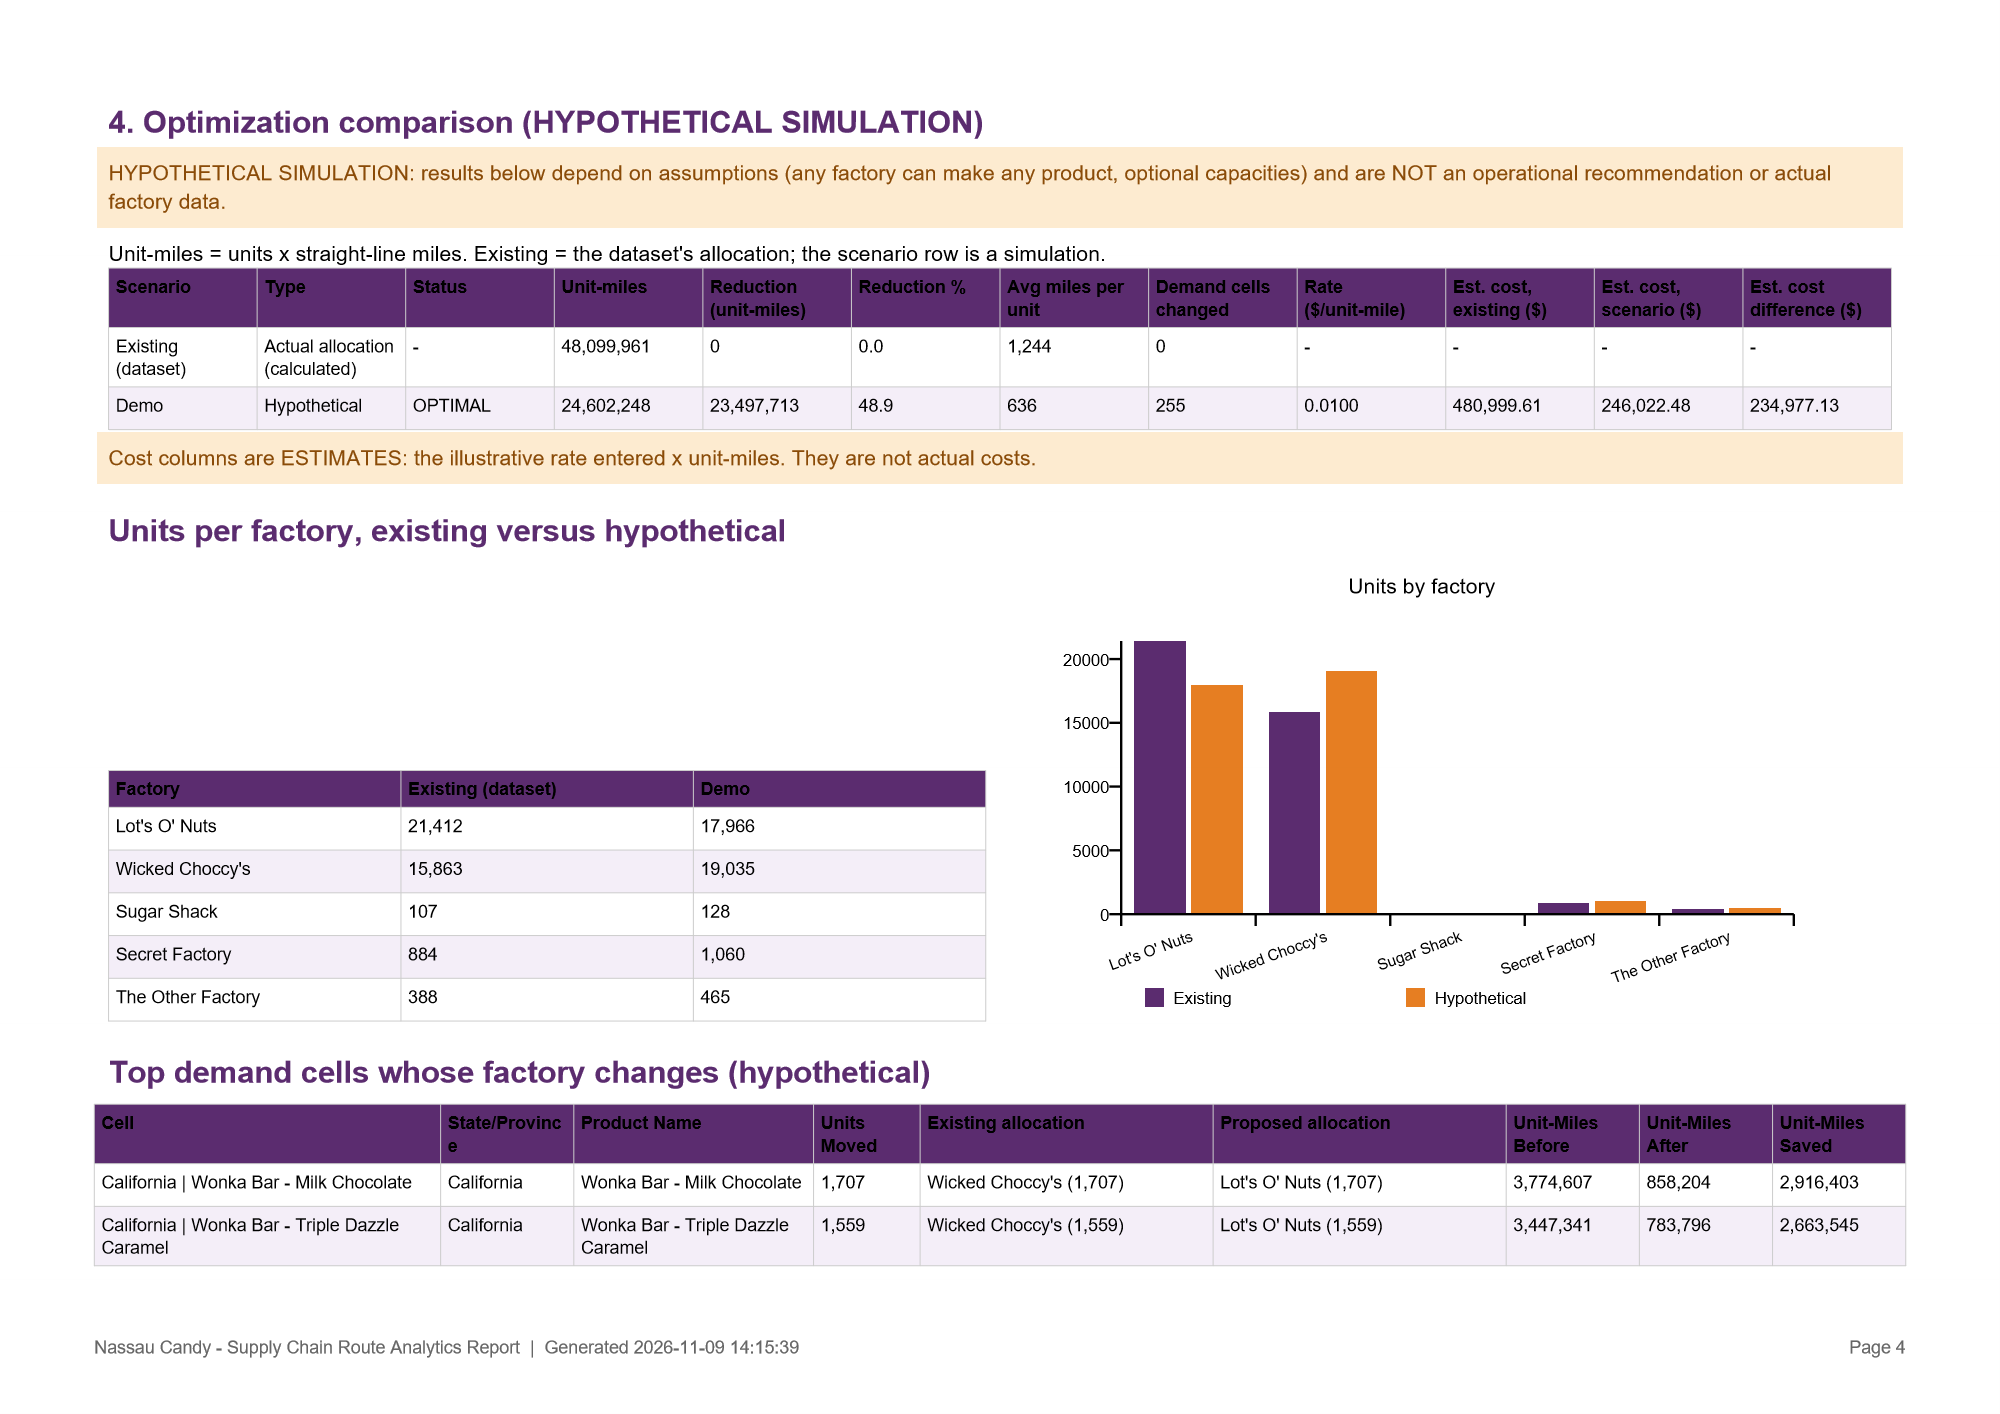 4. Optimization comparison (HYPOTHETICAL SIMULATION)
HYPOTHETICAL SIMULATION: results below depend on assumptions (any factory can make any product, optional capacities) and are NOT an operational recommendation or actual
factory data.
Unit-miles = units x straight-line miles. Existing = the dataset's allocation; the scenario row is a simulation.
Scenario Type Status Unit-miles Reduction (unit-miles) Reduction % Avg miles per unit Demand cells changed Rate ($/unit-mile) Est. cost, existing ($) Est. cost, scenario ($) Est. cost difference ($)
Existing (dataset) Actual allocation (calculated) - 48,099,961 0 0.0 1,244 0 - - - -
Demo Hypothetical OPTIMAL 24,602,248 23,497,713 48.9 636 255 0.0100 480,999.61 246,022.48 234,977.13
Cost columns are ESTIMATES: the illustrative rate entered x unit-miles. They are not actual costs.
Units per factory, existing versus hypothetical
Factory Existing (dataset) Demo
Lot's O' Nuts 21,412 17,966
Wicked Choccy's 15,863 19,035
Sugar Shack 107 128
Secret Factory 884 1,060
The Other Factory 388 465
Units by factory
20000
15000
10000
5000
0
Lot's O' Nuts Wicked Choccy's Sugar Shack Secret Factory The Other Factory
Existing Hypothetical
Top demand cells whose factory changes (hypothetical)
Cell State/Province Product Name Units Moved Existing allocation Proposed allocation Unit-Miles Before Unit-Miles After Unit-Miles Saved
California | Wonka Bar - Milk Chocolate California Wonka Bar - Milk Chocolate 1,707 Wicked Choccy's (1,707) Lot's O' Nuts (1,707) 3,774,607 858,204 2,916,403
California | Wonka Bar - Triple Dazzle Caramel California Wonka Bar - Triple Dazzle Caramel 1,559 Wicked Choccy's (1,559) Lot's O' Nuts (1,559) 3,447,341 783,796 2,663,545
Nassau Candy - Supply Chain Route Analytics Report | Generated 2026-11-09 14:15:39
Page 4